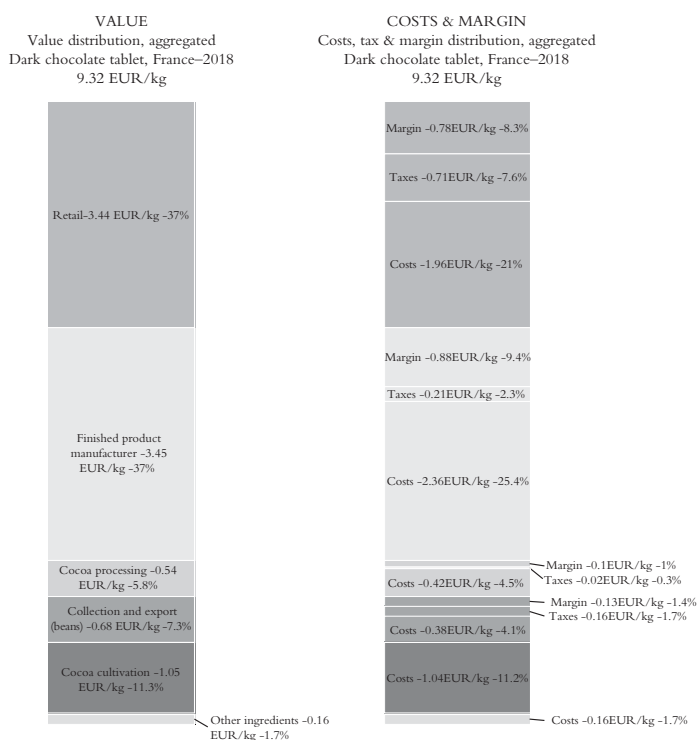 VALUE
Value distribution, aggregated
Dark chocolate tablet, France–2018
9.32 EUR/kg
Retail-3.44 EUR/kg -37%
Finished product
manufacturer -3.45
EUR/kg -37%
Cocoa processing -0.54
EUR/kg -5.8%
Collection and export
(beans) -0.68 EUR/kg -7.3%
Cocoa cultivation -1.05
EUR/kg -11.3%
Other ingredients -0.16
EUR/kg -1.7%
COSTS & MARGIN
Costs, tax & margin distribution, aggregated
Dark chocolate tablet, France–2018
9.32 EUR/kg
Margin -0.78EUR/kg -8.3%
Taxes -0.71EUR/kg -7.6%
Costs -1.96EUR/kg -21%
Margin -0.88EUR/kg -9.4%
Taxes -0.21EUR/kg -2.3%
Costs -2.36EUR/kg -25.4%
Margin -0.1EUR/kg -1%
Taxes -0.02EUR/kg -0.3%
Costs -0.42EUR/kg -4.5%
Margin -0.13EUR/kg -1.4%
Taxes -0.16EUR/kg -1.7%
Costs -0.38EUR/kg -4.1%
Costs -1.04EUR/kg -11.2%
Costs -0.16EUR/kg -1.7%